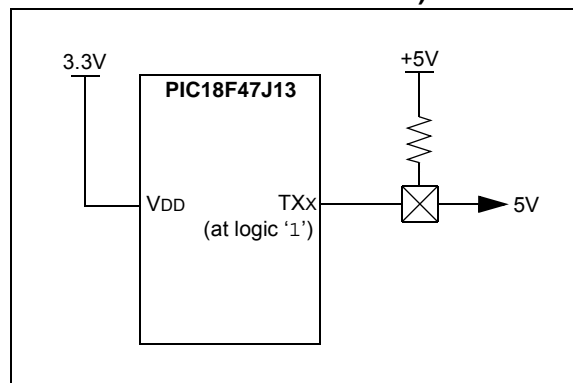 3.3V
+5V
PIC18F47J13
VDD
TXX
(at logic ‘1’)
5V